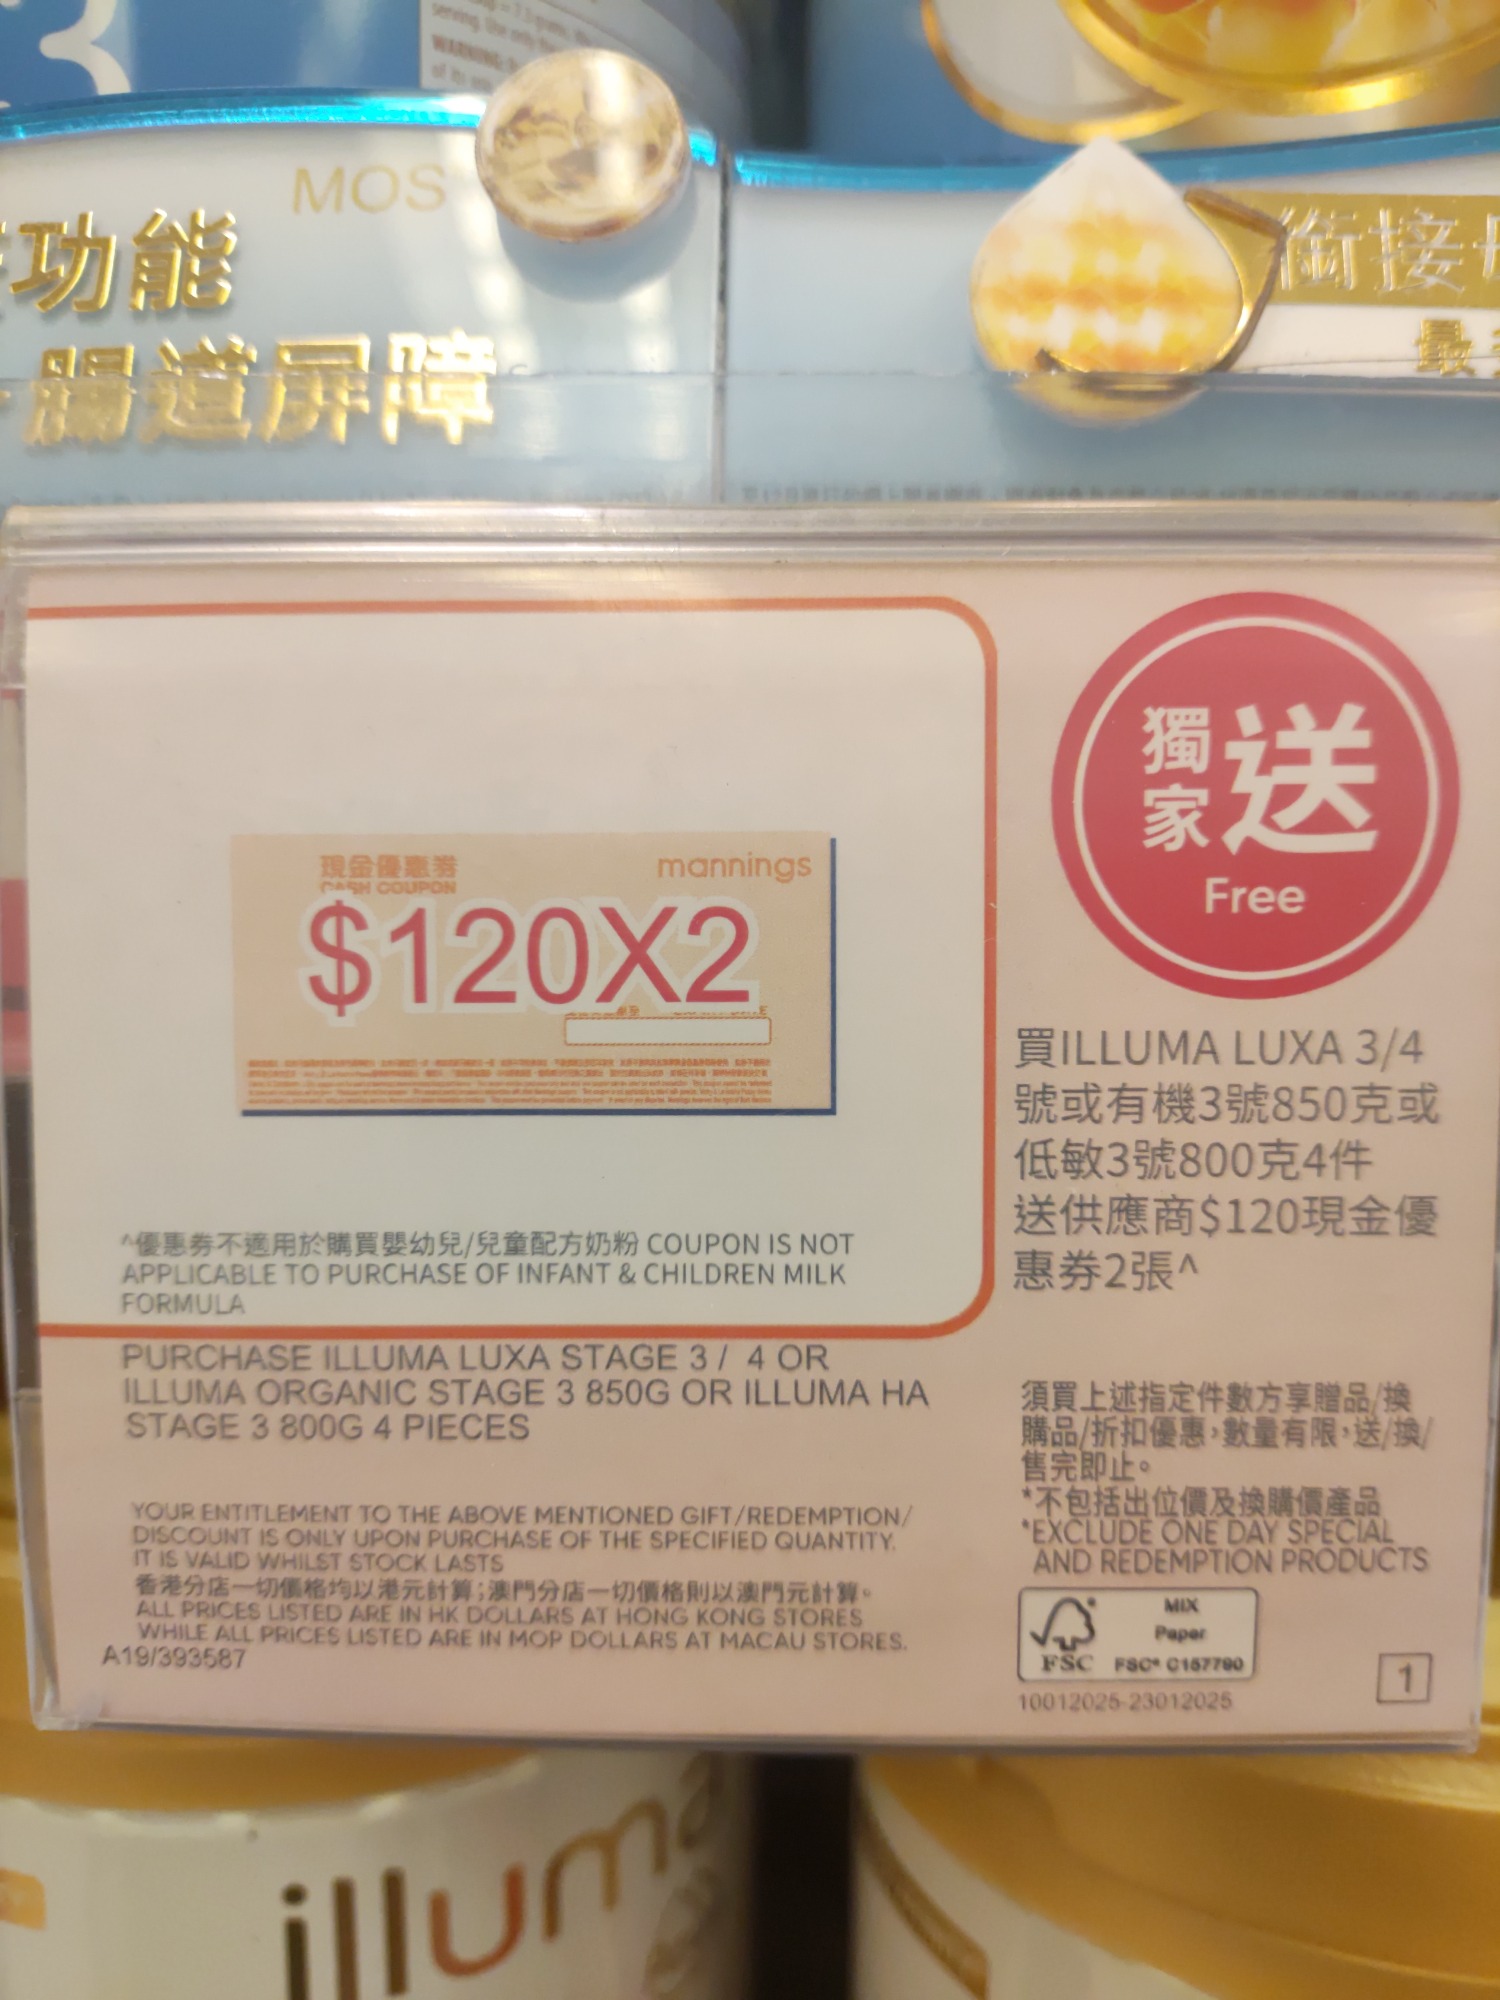 MOS
功能
腸道屏障
銜接
最
獨家
送
Free
現金優惠券
CASH COUPON
mannings
$120X2
買ILLUMA LUXA 3/4
號或有機3號850克或
低敏3號800克4件
送供應商$120現金優
惠券2張^
^優惠券不適用於購買嬰幼兒/兒童配方奶粉 COUPON IS NOT
APPLICABLE TO PURCHASE OF INFANT & CHILDREN MILK
FORMULA
PURCHASE ILLUMA LUXA STAGE 3 / 4 OR
ILLUMA ORGANIC STAGE 3 850G OR ILLUMA HA
STAGE 3 800G 4 PIECES
須買上述指定件數方享贈品/換
購品/折扣優惠，數量有限，送/換/
售完即止。
*不包括出位價及換購價產品
*EXCLUDE ONE DAY SPECIAL
AND REDEMPTION PRODUCTS
YOUR ENTITLEMENT TO THE ABOVE MENTIONED GIFT/REDEMPTION/
DISCOUNT IS ONLY UPON PURCHASE OF THE SPECIFIED QUANTITY.
IT IS VALID WHILST STOCK LASTS
香港分店一切價格均以港元計算；澳門分店一切價格則以澳門元計算。
ALL PRICES LISTED ARE IN HK DOLLARS AT HONG KONG STORES
WHILE ALL PRICES LISTED ARE IN MOP DOLLARS AT MACAU STORES.
A19/393587
FSC
MIX
Paper
FSC® C157790
10012025-23012025
1
illuma